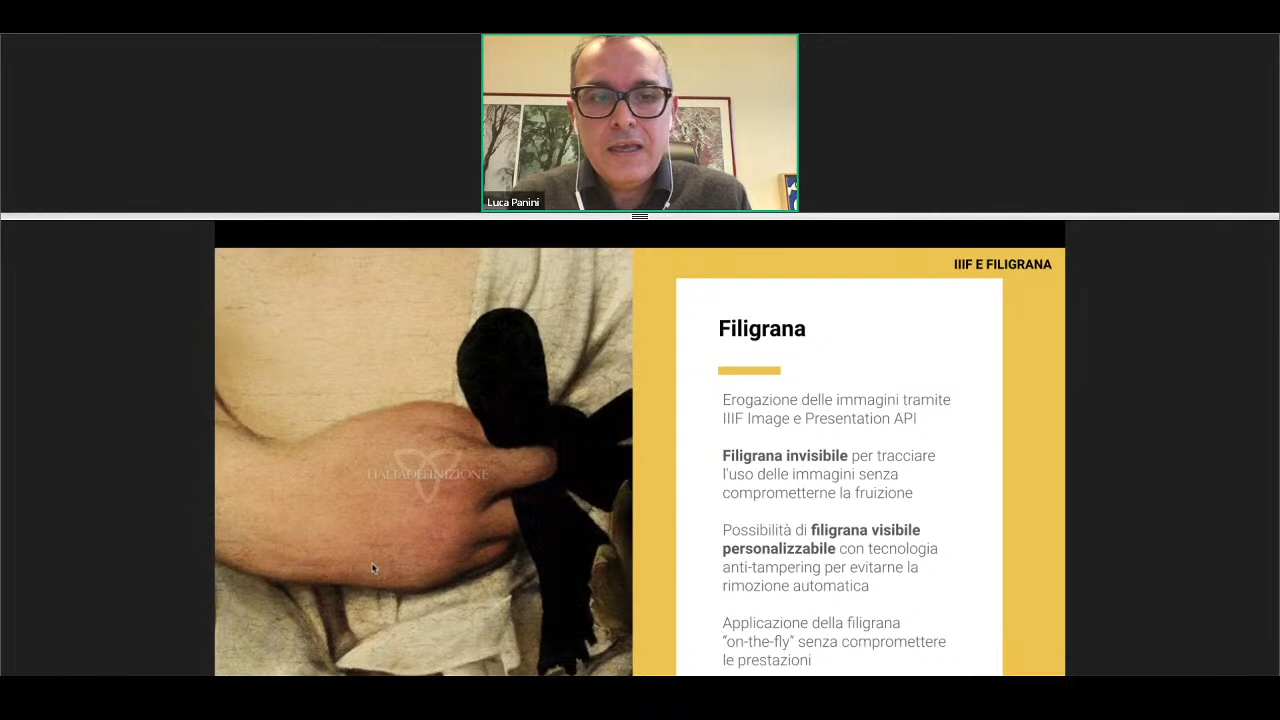 Luca Panini
IIIF E FILIGRANA
Filigrana
Erogazione delle immagini tramite
IIIF Image e Presentation API
Filigrana invisibile per tracciare
l'uso delle immagini senza
comprometterne la fruizione
Possibilità di filigrana visibile
personalizzabile con tecnologia
anti-tampering per evitarne la
rimozione automatica
Applicazione della filigrana
“on-the-fly” senza compromettere
le prestazioni
HALTADEFINIZIONE